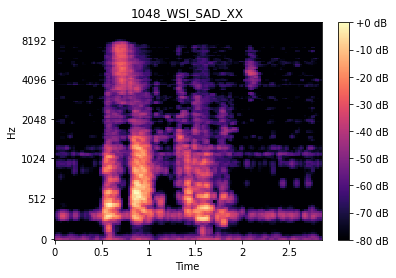 1048_WSI_SAD_XX
Hz
8192
4096
2048
1024
512
0
0 0.5 1 1.5 2 2.5
Time
+0 dB
-10 dB
-20 dB
-30 dB
-40 dB
-50 dB
-60 dB
-70 dB
-80 dB